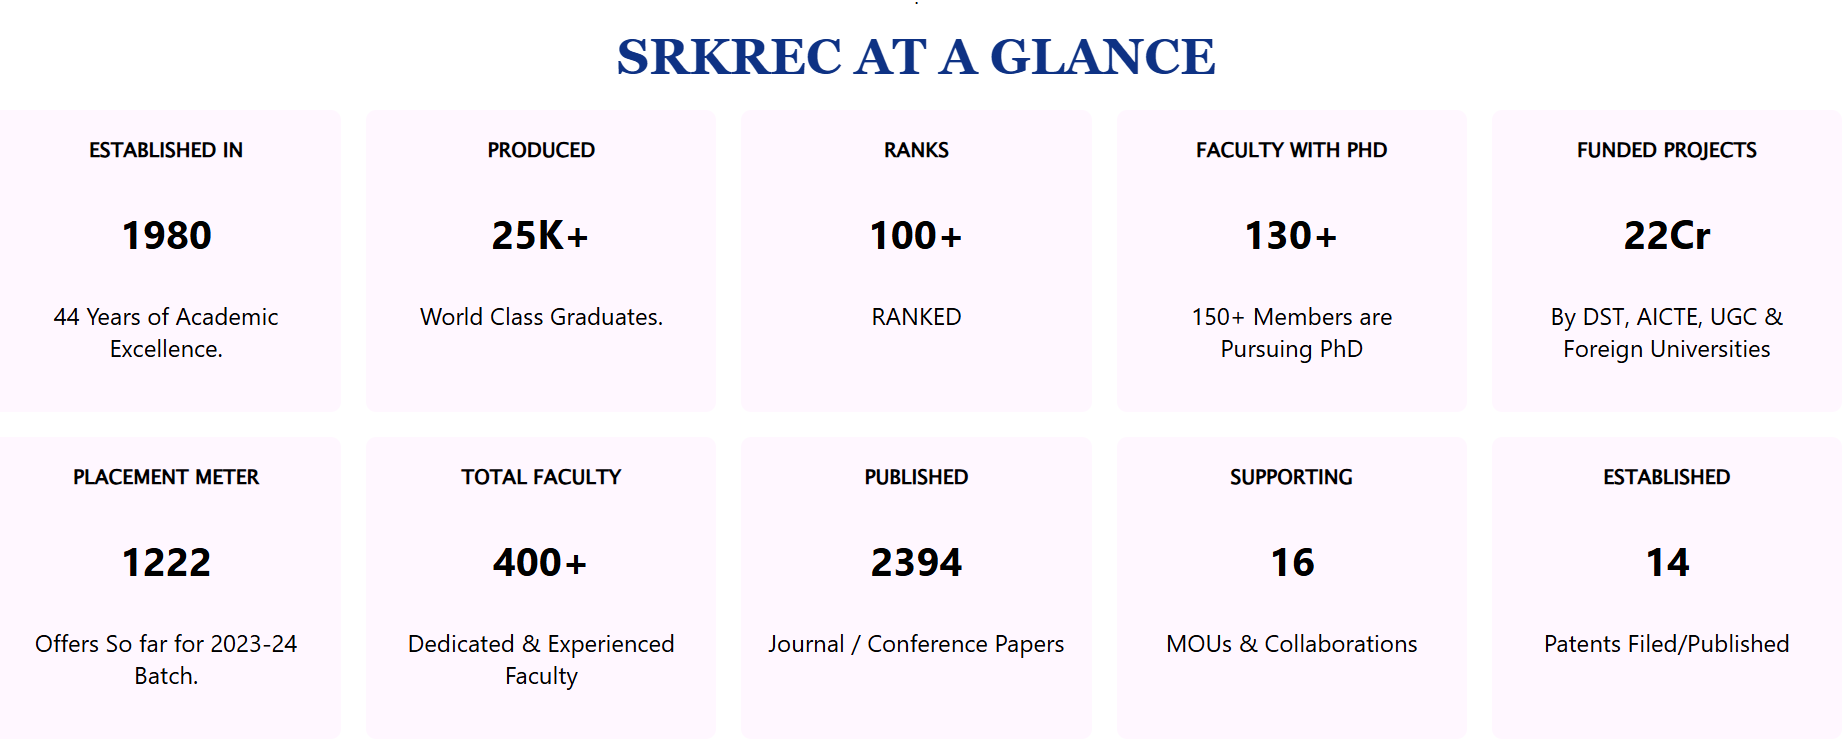 SRKREC AT A GLANCE
ESTABLISHED IN
1980
44 Years of Academic
Excellence.
PRODUCED
25K+
World Class Graduates.
RANKS
100+
RANKED
FACULTY WITH PHD
130+
150+ Members are
Pursuing PhD
FUNDED PROJECTS
22Cr
By DST, AICTE, UGC &
Foreign Universities
PLACEMENT METER
1222
Offers So far for 2023-24
Batch.
TOTAL FACULTY
400+
Dedicated & Experienced
Faculty
PUBLISHED
2394
Journal / Conference Papers
SUPPORTING
16
MOUs & Collaborations
ESTABLISHED
14
Patents Filed/Published